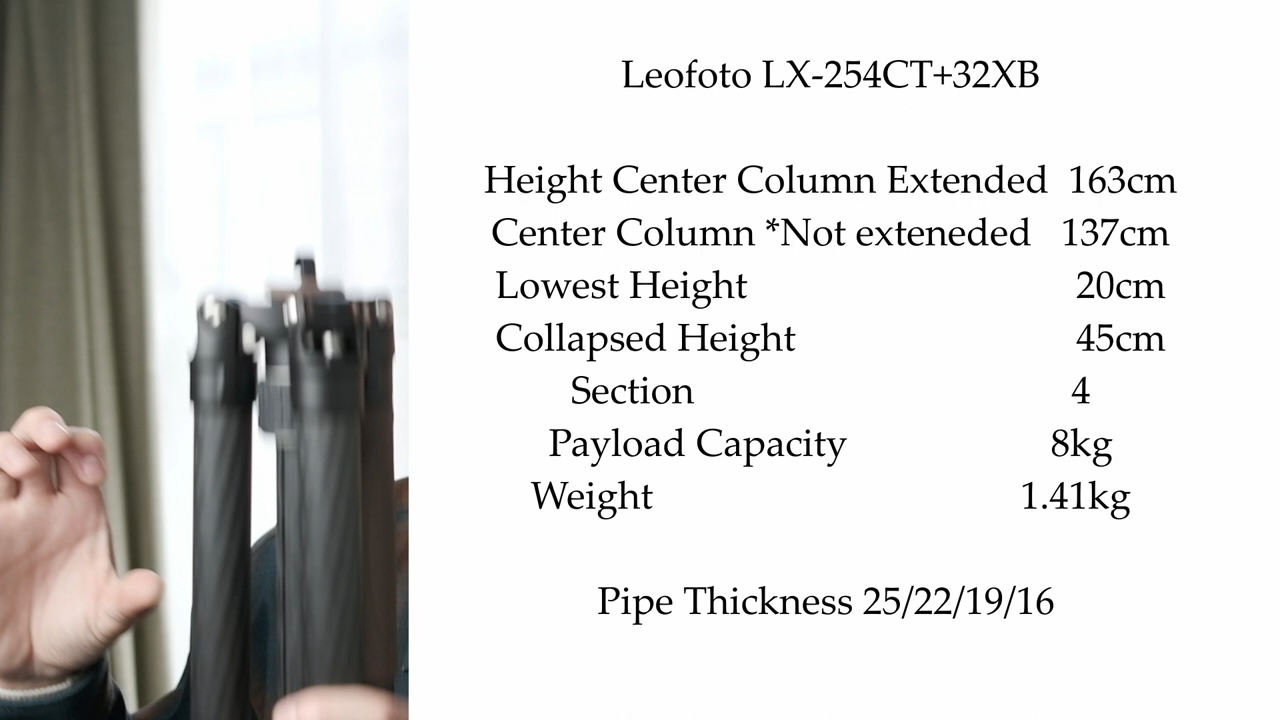 Leofoto LX-254CT+32XB
Height Center Column Extended 163cm
Center Column *Not exteneded 137cm
Lowest Height 20cm
Collapsed Height 45cm
Section 4
Payload Capacity 8kg
Weight 1.41kg
Pipe Thickness 25/22/19/16